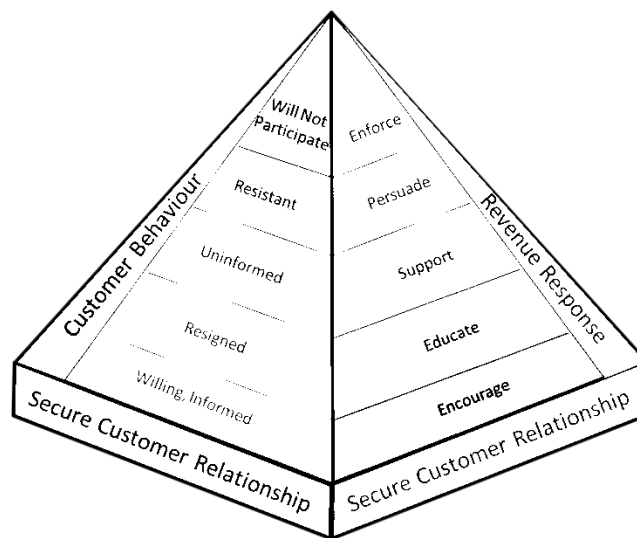 Will Not
Participate
Enforce
Resistant
Persuade
Customer Behaviour
Revenue Response
Uninformed
Support
Resigned
Educate
Willing, Informed
Encourage
Secure Customer Relationship
Secure Customer Relationship